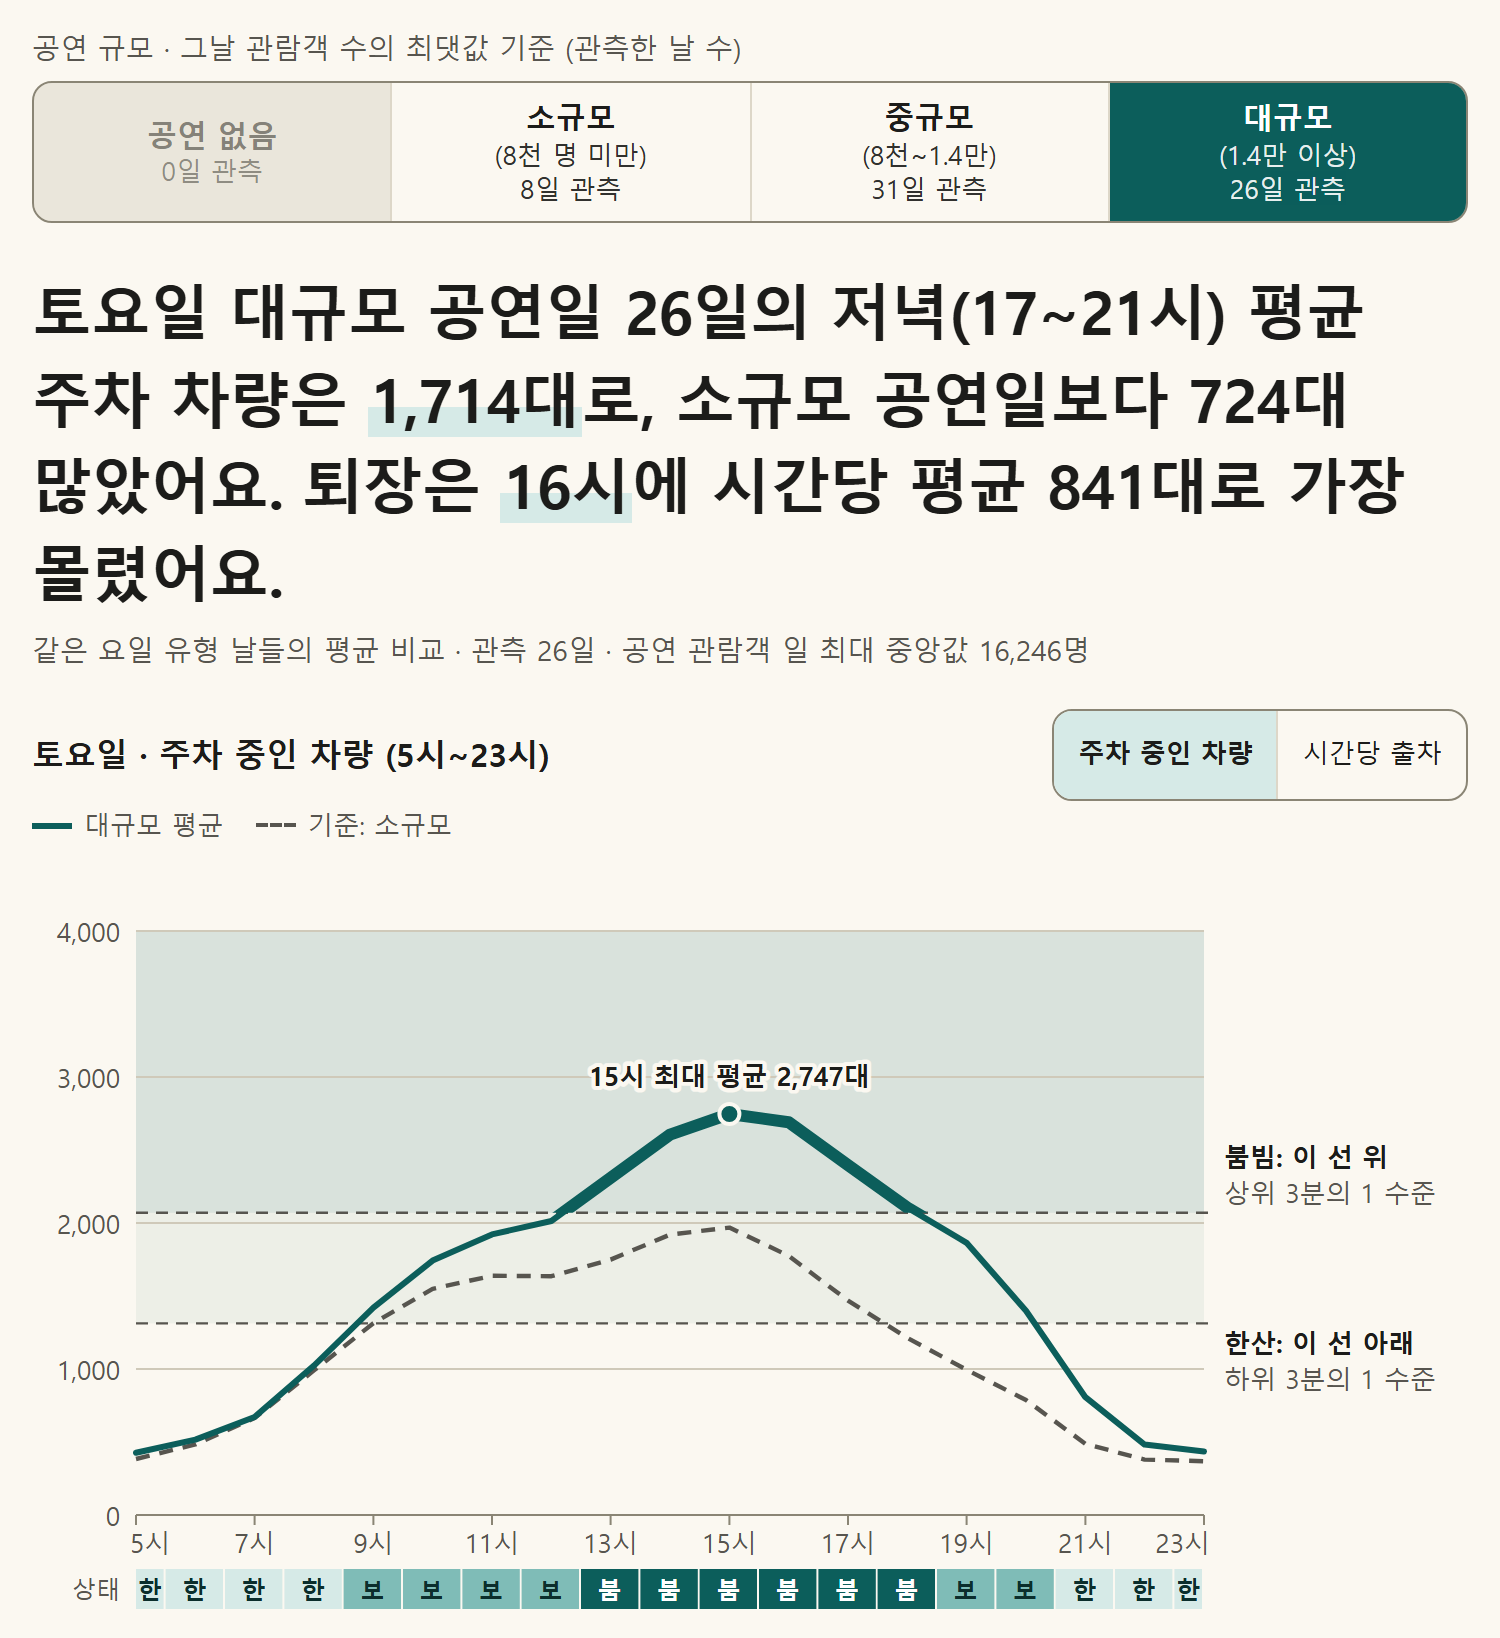 공연 규모 · 그날 관람객 수의 최댓값 기준 (관측한 날 수)
공연 없음
0일 관측
소규모
(8천 명 미만)
8일 관측
중규모
(8천~1.4만)
31일 관측
대규모
(1.4만 이상)
26일 관측
토요일 대규모 공연일 26일의 저녁(17~21시) 평균
주차 차량은 1,714대로, 소규모 공연일보다 724대
많았어요. 퇴장은 16시에 시간당 평균 841대로 가장
몰렸어요.
같은 요일 유형 날들의 평균 비교 · 관측 26일 · 공연 관람객 일 최대 중앙값 16,246명
토요일 · 주차 중인 차량 (5시~23시)
주차 중인 차량
시간당 출차
대규모 평균
기준: 소규모
4,000
3,000
2,000
1,000
0
15시 최대 평균 2,747대
붐빔: 이 선 위
상위 3분의 1 수준
한산: 이 선 아래
하위 3분의 1 수준
5시 7시 9시 11시 13시 15시 17시 19시 21시 23시
상태 한 한 한 한 보 보 보 보 붐 붐 붐 붐 붐 붐 보 보 한 한 한